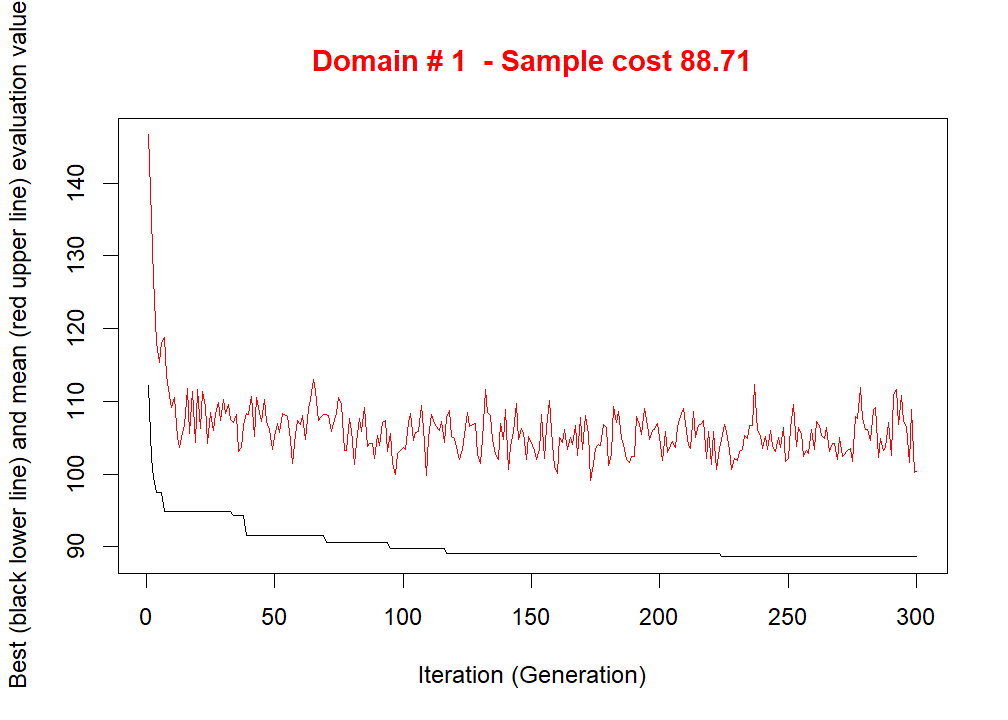 Domain # 1  - Sample cost 88.71
Best (black lower line) and mean (red upper line) evaluation value
140
130
120
110
100
90
0 50 100 150 200 250 300
Iteration (Generation)